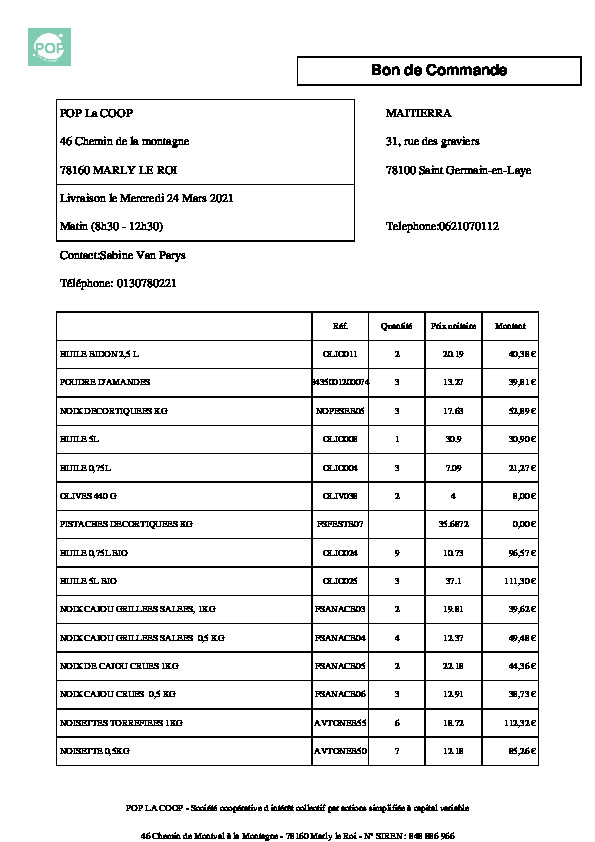 POP
Bon de Commande
POP La COOP
MAITIERRA
46 Chemin de la montagne
31, rue des graviers
78160 MARLY LE ROI
78100 Saint Germain-en-Laye
Livraison le Mercredi 24 Mars 2021
Matin (8h30 - 12h30)
Telephone:0621070112
Contact:Sabine Van Parys
Téléphone: 0130780221
Réf. Quantité Prix unitaire Montant
HUILE BIDON 2,5 L OLIC011 2 20.19 40,38 €
POUDRE D'AMANDES 8435001200074 3 13.27 39,81 €
NOIX DECORTIQUEES KG NOPESEB05 3 17.63 52,89 €
HUILE 5L OLIC008 1 30.9 30,90 €
HUILE 0,75L OLIC004 3 7.09 21,27 €
OLIVES 440 G OLIV038 2 4 8,00 €
PISTACHES DECORTIQUEES KG FSFESTB07 35.6872 0,00 €
HUILE 0,75L BIO OLIC024 9 10.73 96,57 €
HUILE 5L BIO OLIC025 3 37.1 111,30 €
NOIX CAJOU GRILLEES SALEES, 1KG FSANACB03 2 19.81 39,62 €
NOIX CAJOU GRILLEES SALEES 0,5 KG FSANACB04 4 12.37 49,48 €
NOIX DE CAJOU CRUES 1KG FSANACB05 2 22.18 44,36 €
NOIX CAJOU CRUES 0,5 KG FSANACB06 3 12.91 38,73 €
NOISETTES TORREFIEES 1KG AVTONEB55 6 18.72 112,32 €
NOISETTE 0,5KG AVTONEB50 7 12.18 85,26 €
POP LA COOP - Société coopérative d intérêt collectif par actions simplifiée à capital variable
46 Chemin de Montval à la Montagne - 78160 Marly le Roi - N° SIREN : 848 886 966